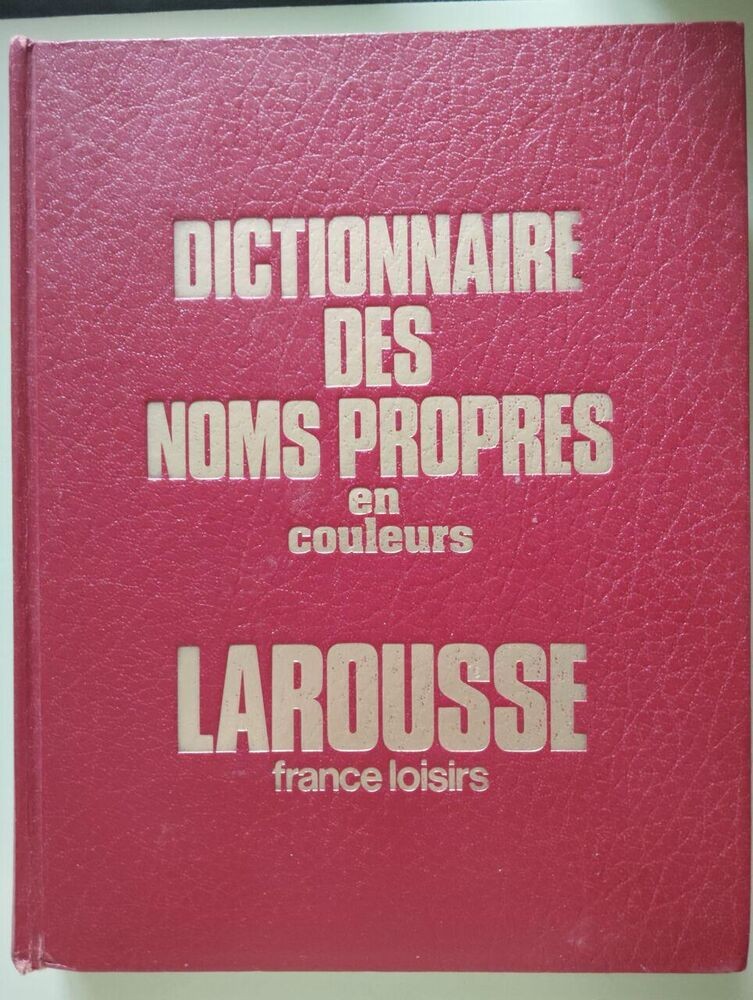 DICTIONNAIRE
DES
NOMS PROPRES
en
couleurs
LAROUSSE
france loisirs